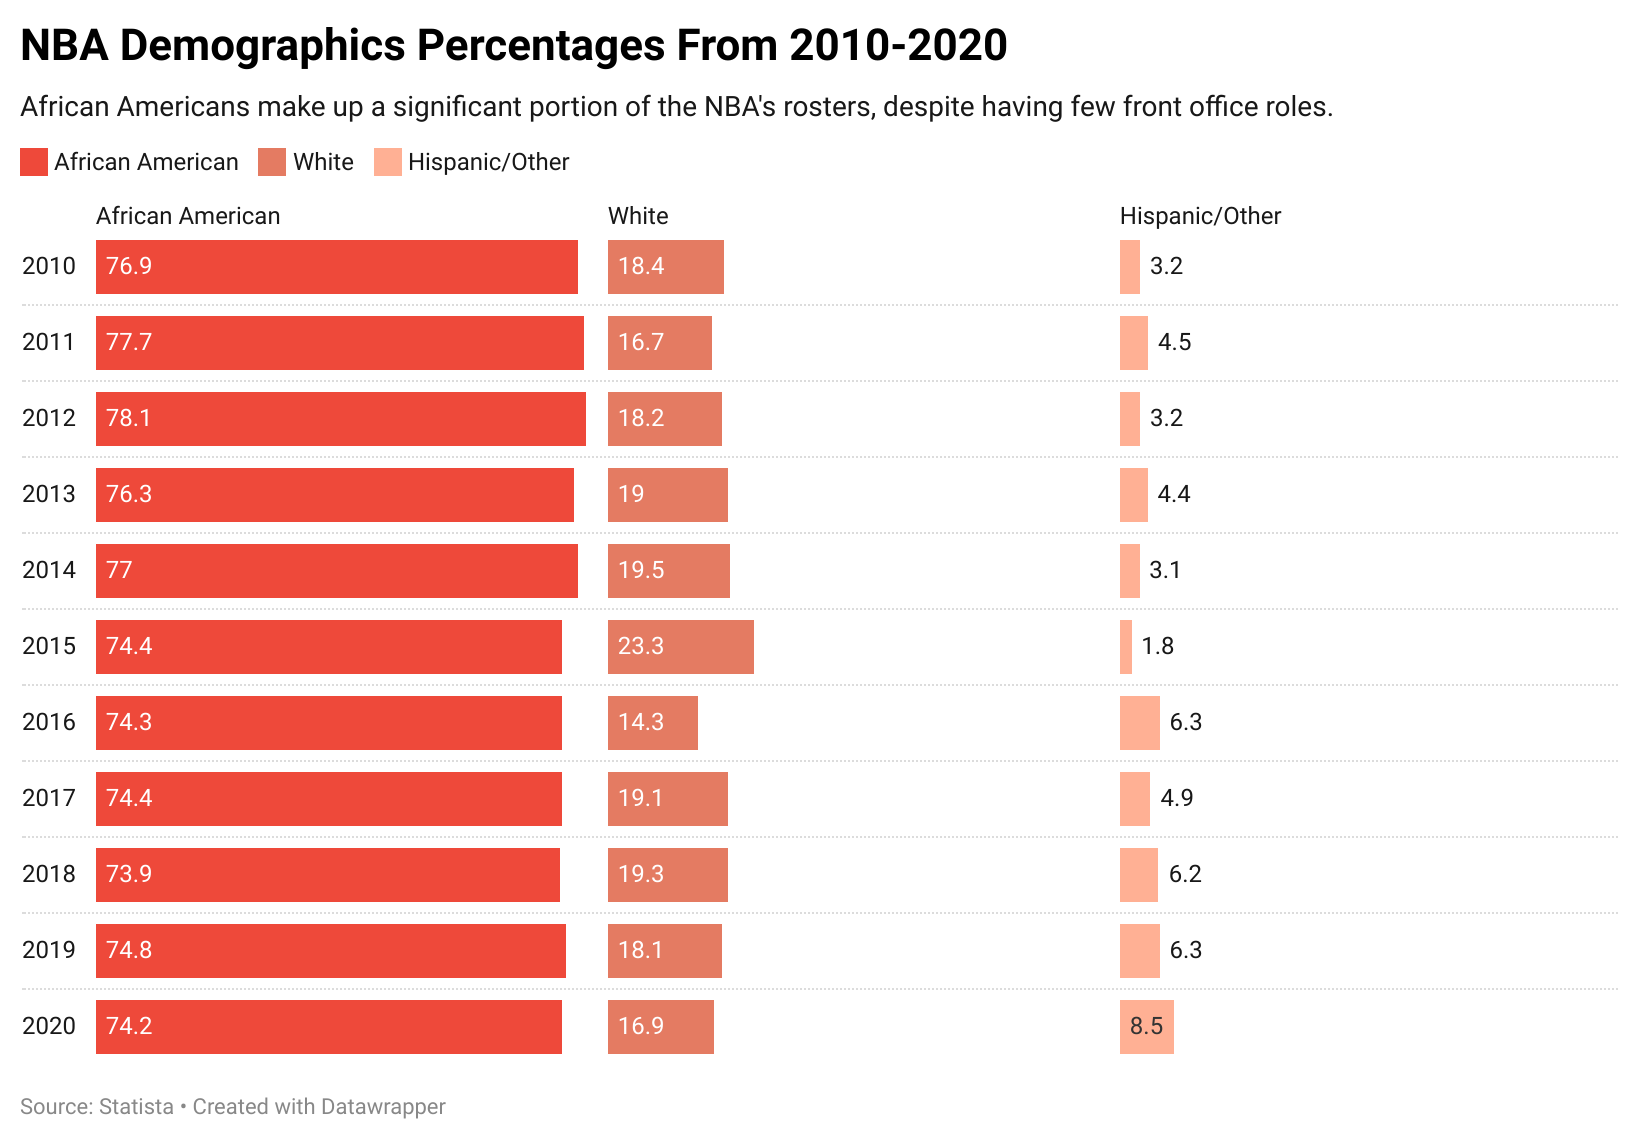 NBA Demographics Percentages From 2010-2020
African Americans make up a significant portion of the NBA's rosters, despite having few front office roles.
African American White Hispanic/Other
African American White Hispanic/Other
2010 76.9 18.4 3.2
2011 77.7 16.7 4.5
2012 78.1 18.2 3.2
2013 76.3 19 4.4
2014 77 19.5 3.1
2015 74.4 23.3 1.8
2016 74.3 14.3 6.3
2017 74.4 19.1 4.9
2018 73.9 19.3 6.2
2019 74.8 18.1 6.3
2020 74.2 16.9 8.5
Source: Statista • Created with Datawrapper